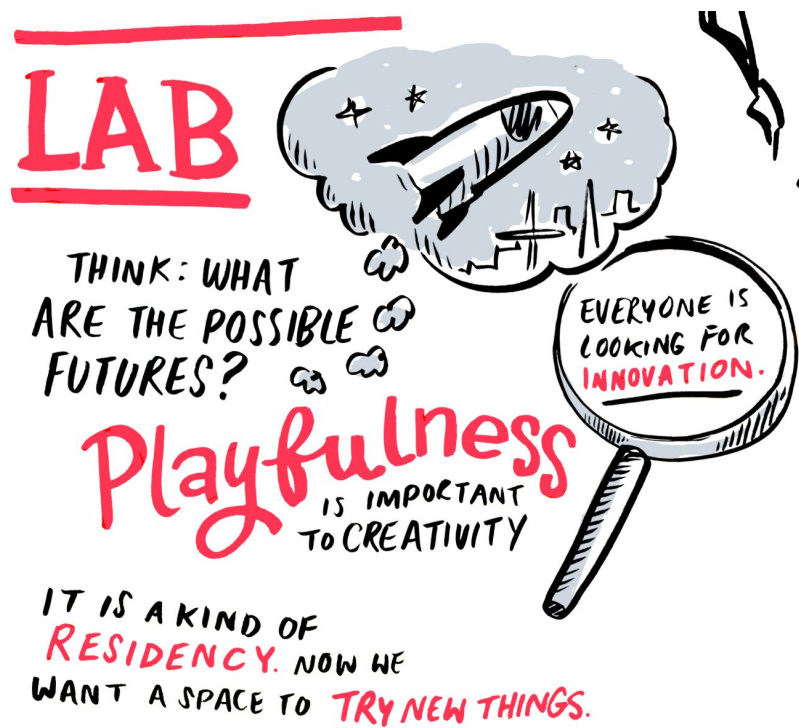 LAB
THINK: WHAT
ARE THE POSSIBLE
FUTURES?
EVERYONE IS
LOOKING FOR
INNOVATION.
Playfulness
IS IMPORTANT
TO CREATIVITY
IT IS A KIND OF
RESIDENCY. NOW WE
WANT A SPACE TO TRY NEW THINGS.